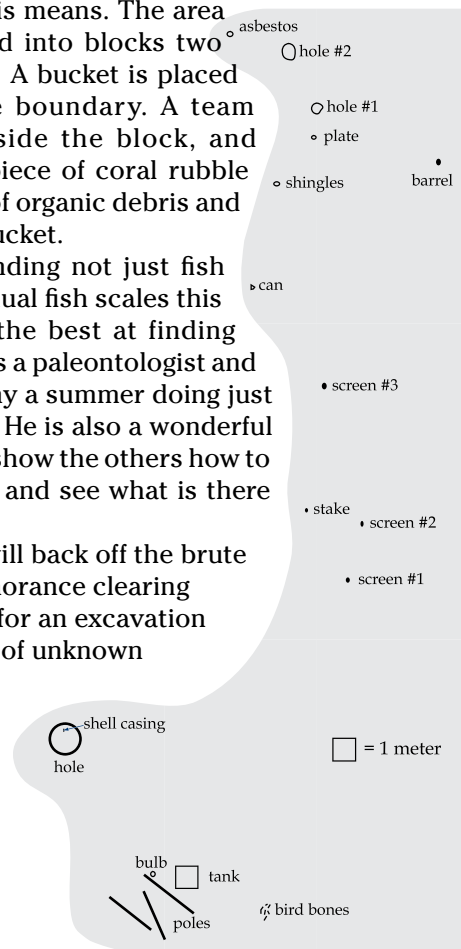 is means. The area
d into blocks two
. A bucket is placed
e boundary. A team
side the block, and
iece of coral rubble
of organic debris and
ucket.
nding not just fish
ual fish scales this
the best at finding
s a paleontologist and
ny a summer doing just
He is also a wonderful
show the others how to
and see what is there
will back off the brute
norance clearing
for an excavation
of unknown
asbestos
hole #2
hole #1
plate
barrel
shingles
can
screen #3
stake
screen #2
screen #1
shell casing
hole
= 1 meter
bulb
tank
poles
bird bones